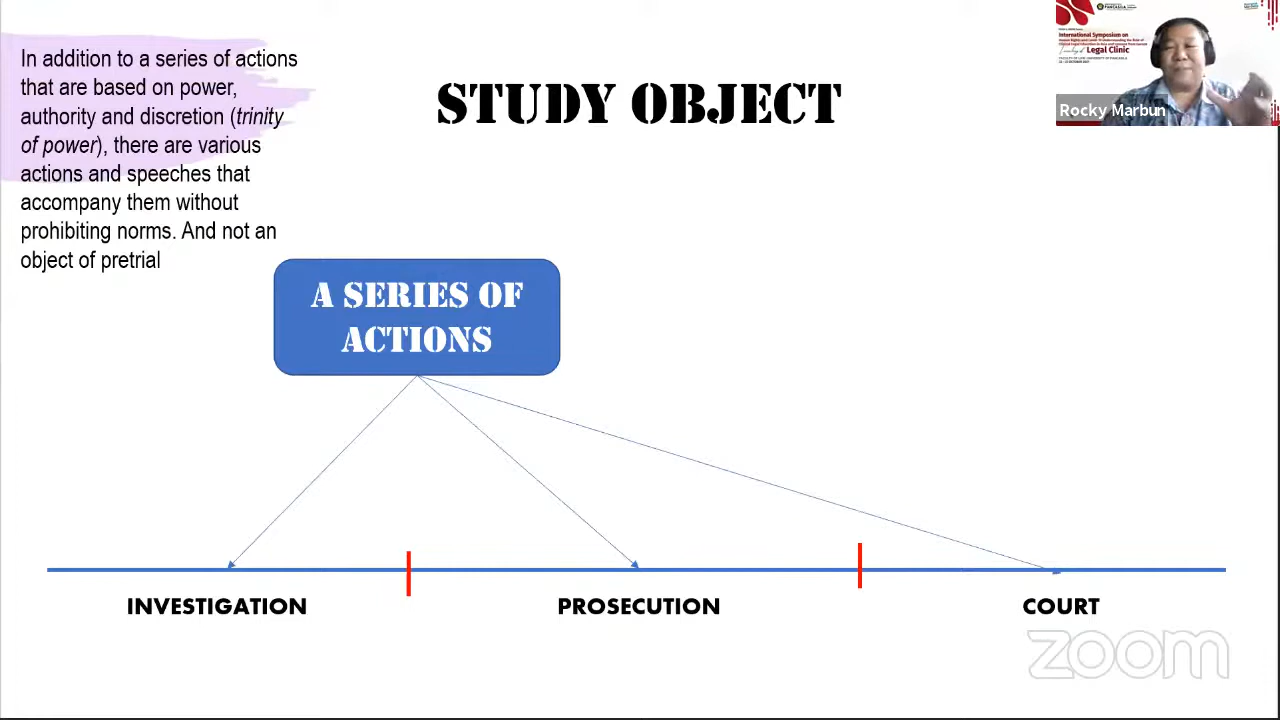 In addition to a series of actions
that are based on power,
authority and discretion (trinity
of power), there are various
actions and speeches that
accompany them without
prohibiting norms. And not an
object of pretrial
STUDY OBJECT
International Symposium on
Legal Clinic
Rocky Marbun
A SERIES OF
ACTIONS
INVESTIGATION
PROSECUTION
COURT
zoom